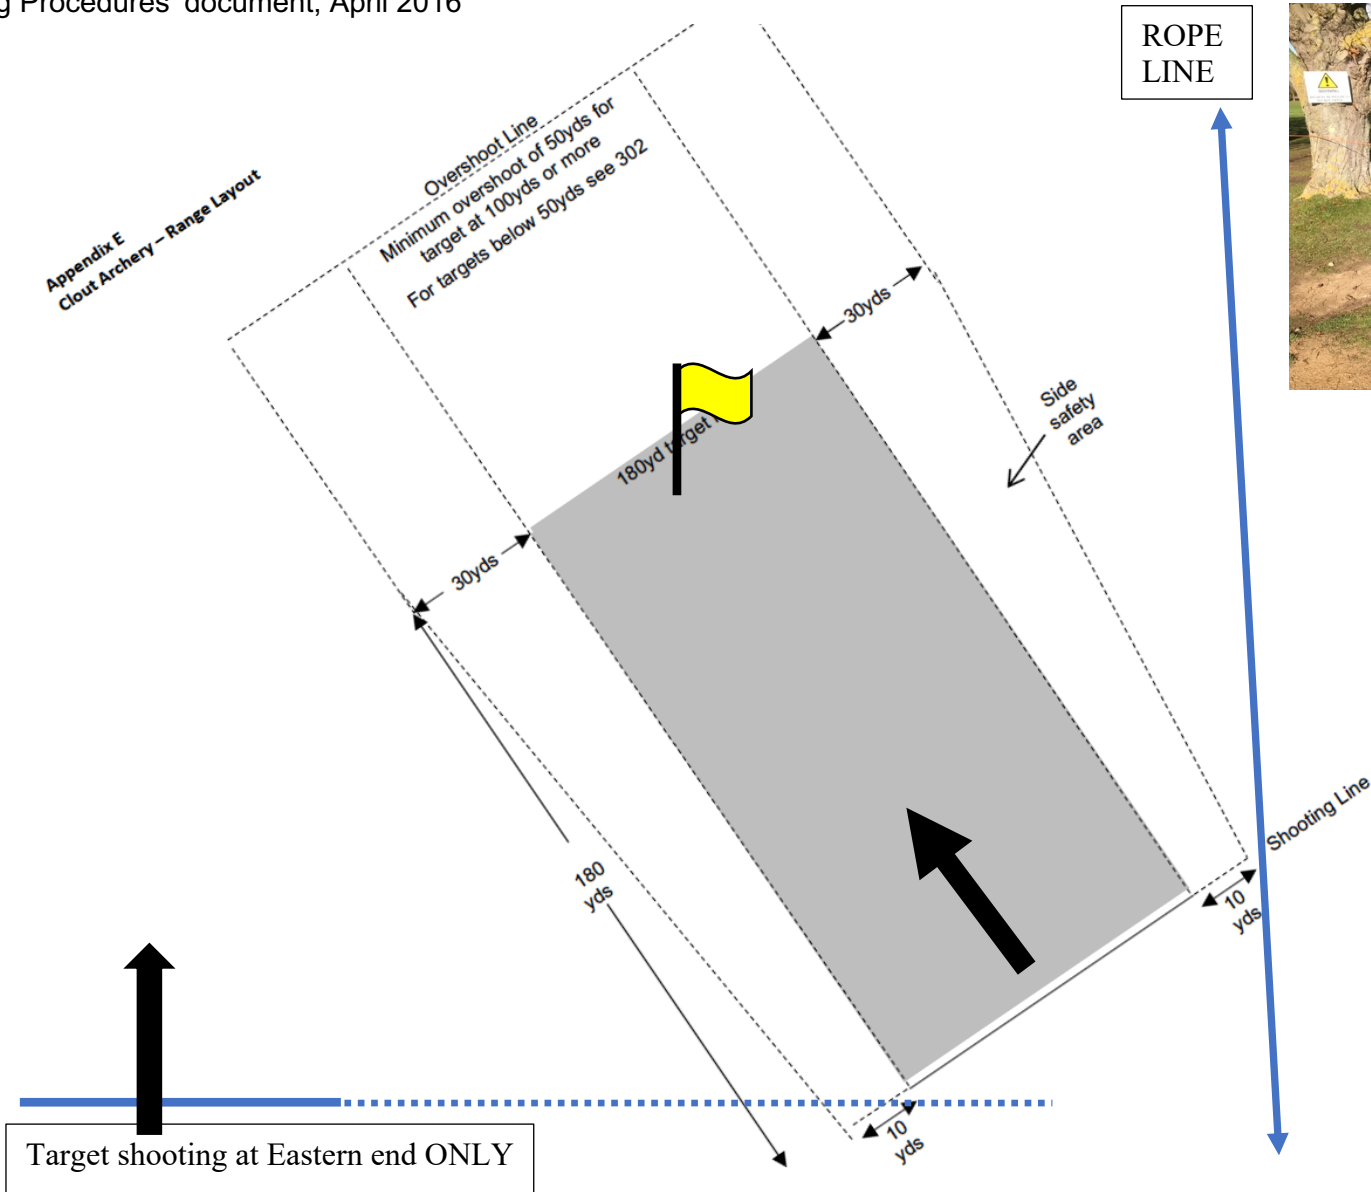 g Procedures' document, April 2016
ROPE
LINE
Appendix E
Clout Archery – Range Layout
Overshoot Line
Minimum overshoot of 50yds for
target at 100yds or more
For targets below 50yds see 302
30yds
Side
safety
area
180yd target
30yds
180
yds
Shooting Line
10
yds
10
yds
Target shooting at Eastern end ONLY